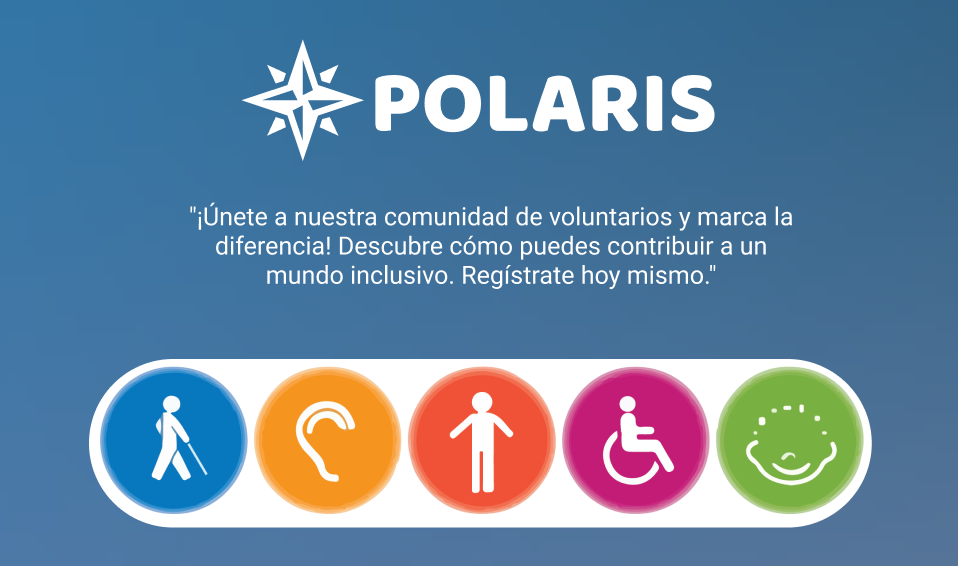 POLARIS
"¡Únete a nuestra comunidad de voluntarios y marca la
diferencia! Descubre cómo puedes contribuir a un
mundo inclusivo. Regístrate hoy mismo."